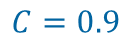 C = 0.9